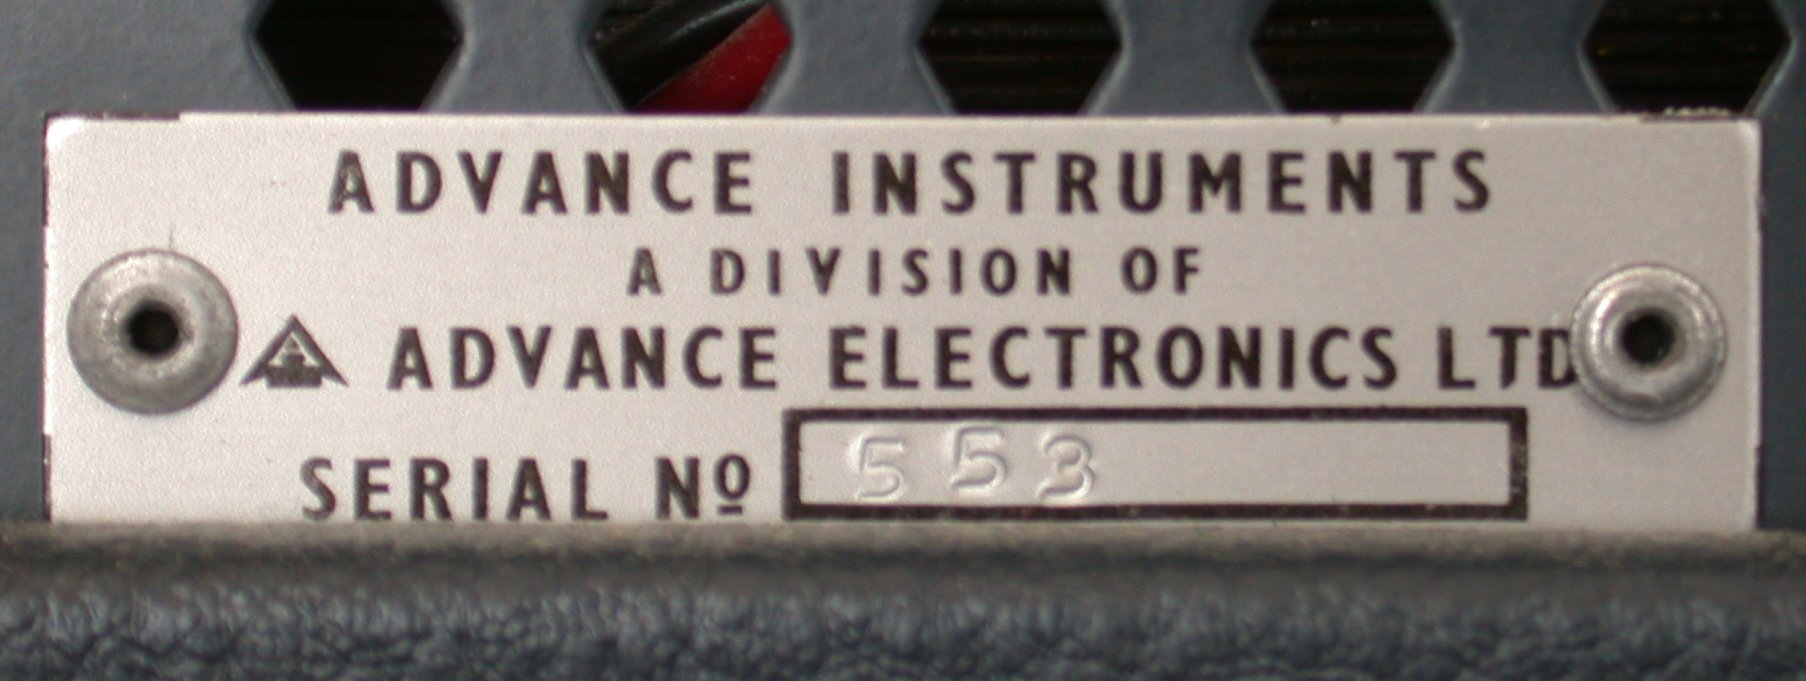 ADVANCE INSTRUMENTS
A DIVISION OF
ADVANCE ELECTRONICS LTD
SERIAL Nº 553